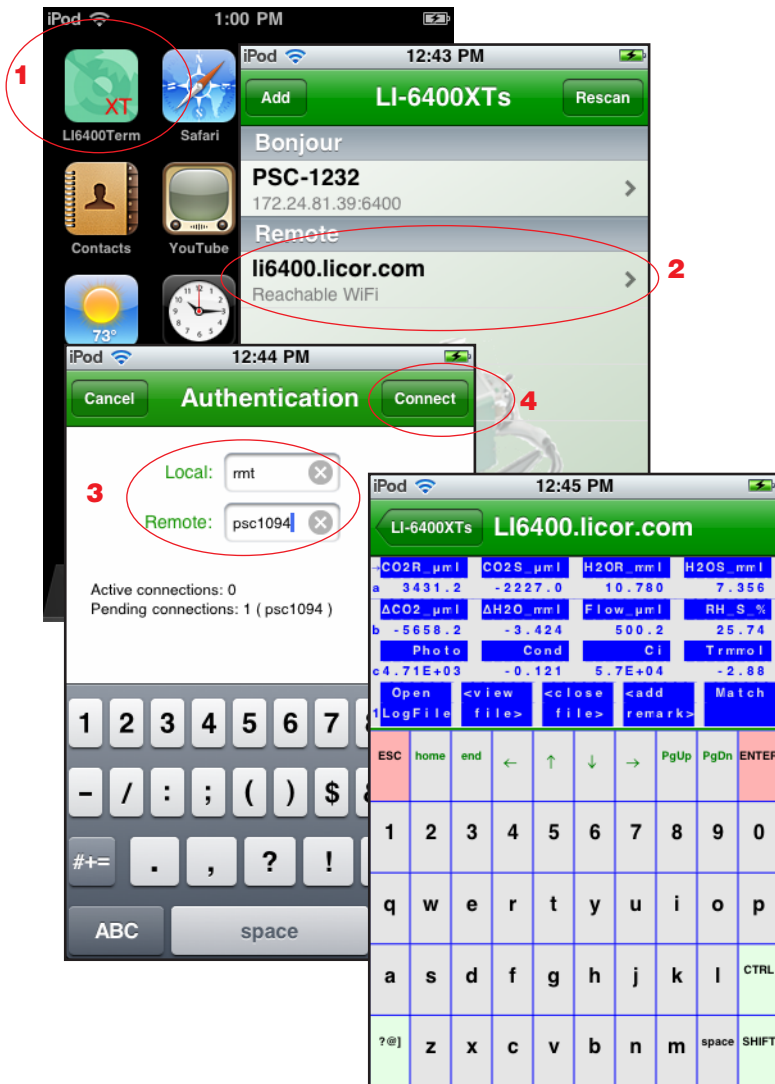 iPod 1:00 PM
1
XT
LI6400Term Safari
Contacts YouTube
73°
iPod 12:43 PM
Add LI-6400XTs Rescan
Bonjour
PSC-1232
172.24.81.39:6400
Remote
li6400.licor.com
Reachable WiFi
2
iPod 12:44 PM
Cancel Authentication Connect
4
3
Local: rmt
Remote: psc1094
Active connections: 0
Pending connections: 1 ( psc1094 )
1 2 3 4 5 6 7
- / : ; ( ) $ &
#+= . , ? !
ABC space
iPod 12:45 PM
LI-6400XTs LI6400.licor.com
→CO2R_µml CO2S_µml H2OR_mml H2OS_mml
a 3431.2 -2227.0 10.780 7.356
ΔCO2_µml ΔH2O_mml Flow_µml RH_S_%
b -5658.2 -3.424 500.2 25.74
Photo Cond Ci Trmmol
c4.71E+03 -0.121 5.7E+04 -2.88
Open <view <close <add Match
1LogFile file> file> remark>
ESC home end ← ↑ ↓ → PgUp PgDn ENTER
1 2 3 4 5 6 7 8 9 0
q w e r t y u i o p
a s d f g h j k l CTRL
?@] z x c v b n m space SHIFT